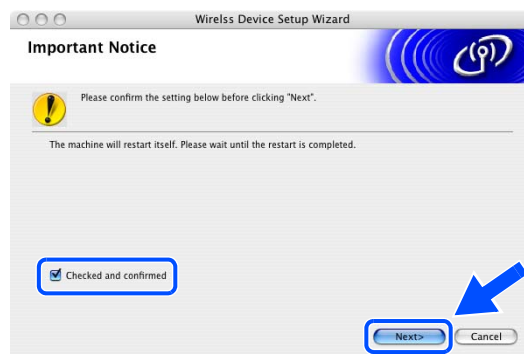 Wirelss Device Setup Wizard
Important Notice
Please confirm the setting below before clicking "Next".
The machine will restart itself. Please wait until the restart is completed.
Checked and confirmed
Next>
Cancel